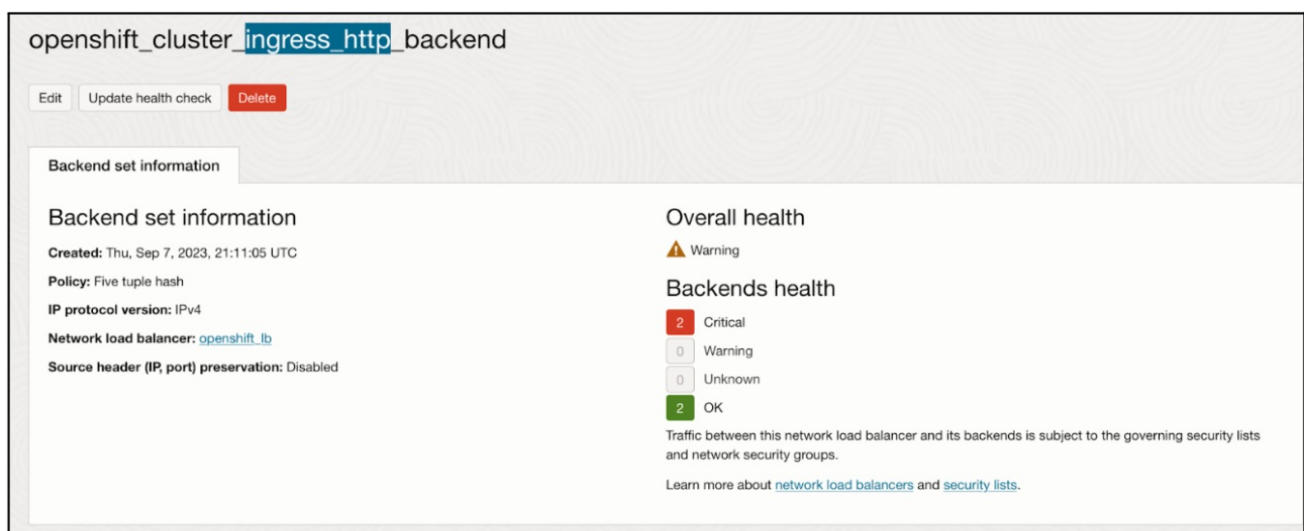 openshift_cluster_ingress_http_backend
Edit
Update health check
Delete
Backend set information
Backend set information
Created: Thu, Sep 7, 2023, 21:11:05 UTC
Policy: Five tuple hash
IP protocol version: IPv4
Network load balancer: openshift_lb
Source header (IP, port) preservation: Disabled
Overall health
Warning
Backends health
2 Critical
0 Warning
0 Unknown
2 OK
Traffic between this network load balancer and its backends is subject to the governing security lists
and network security groups.
Learn more about network load balancers and security lists.